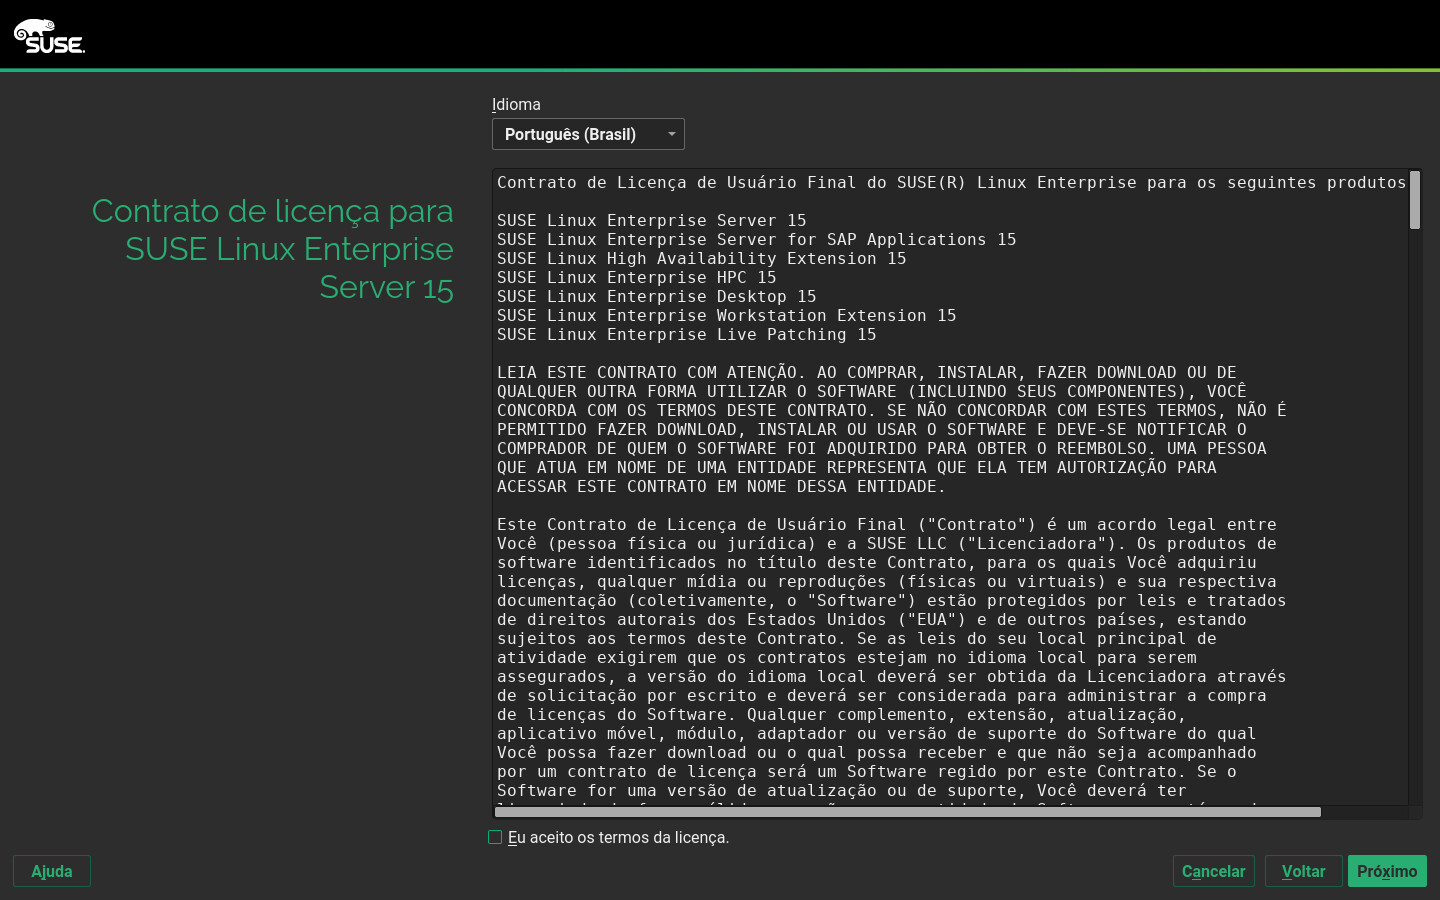 SUSE
Idioma
Português (Brasil)
Contrato de licença para
SUSE Linux Enterprise
Server 15
Contrato de Licença de Usuário Final do SUSE(R) Linux Enterprise para os seguintes produtos
SUSE Linux Enterprise Server 15
SUSE Linux Enterprise Server for SAP Applications 15
SUSE Linux High Availability Extension 15
SUSE Linux Enterprise HPC 15
SUSE Linux Enterprise Desktop 15
SUSE Linux Enterprise Workstation Extension 15
SUSE Linux Enterprise Live Patching 15
LEIA ESTE CONTRATO COM ATENÇÃO. AO COMPRAR, INSTALAR, FAZER DOWNLOAD OU DE
QUALQUER OUTRA FORMA UTILIZAR O SOFTWARE (INCLUINDO SEUS COMPONENTES), VOCÊ
CONCORDA COM OS TERMOS DESTE CONTRATO. SE NÃO CONCORDAR COM ESTES TERMOS, NÃO É
PERMITIDO FAZER DOWNLOAD, INSTALAR OU USAR O SOFTWARE E DEVE-SE NOTIFICAR O
COMPRADOR DE QUEM O SOFTWARE FOI ADQUIRIDO PARA OBTER O REEMBOLSO. UMA PESSOA
QUE ATUA EM NOME DE UMA ENTIDADE REPRESENTA QUE ELA TEM AUTORIZAÇÃO PARA
ACESSAR ESTE CONTRATO EM NOME DESSA ENTIDADE.
Este Contrato de Licença de Usuário Final ("Contrato") é um acordo legal entre
Você (pessoa física ou jurídica) e a SUSE LLC ("Licenciadora"). Os produtos de
software identificados no título deste Contrato, para os quais Você adquiriu
licenças, qualquer mídia ou reproduções (físicas ou virtuais) e sua respectiva
documentação (coletivamente, o "Software") estão protegidos por leis e tratados
de direitos autorais dos Estados Unidos ("EUA") e de outros países, estando
sujeitos aos termos deste Contrato. Se as leis do seu local principal de
atividade exigirem que os contratos estejam no idioma local para serem
assegurados, a versão do idioma local deverá ser obtida da Licenciadora através
de solicitação por escrito e deverá ser considerada para administrar a compra
de licenças do Software. Qualquer complemento, extensão, atualização,
aplicativo móvel, módulo, adaptador ou versão de suporte do Software do qual
Você possa fazer download ou o qual possa receber e que não seja acompanhado
por um contrato de licença será um Software regido por este Contrato. Se o
Software for uma versão de atualização ou de suporte, Você deverá ter
Eu aceito os termos da licença.
Ajuda
Cancelar
Voltar
Próximo